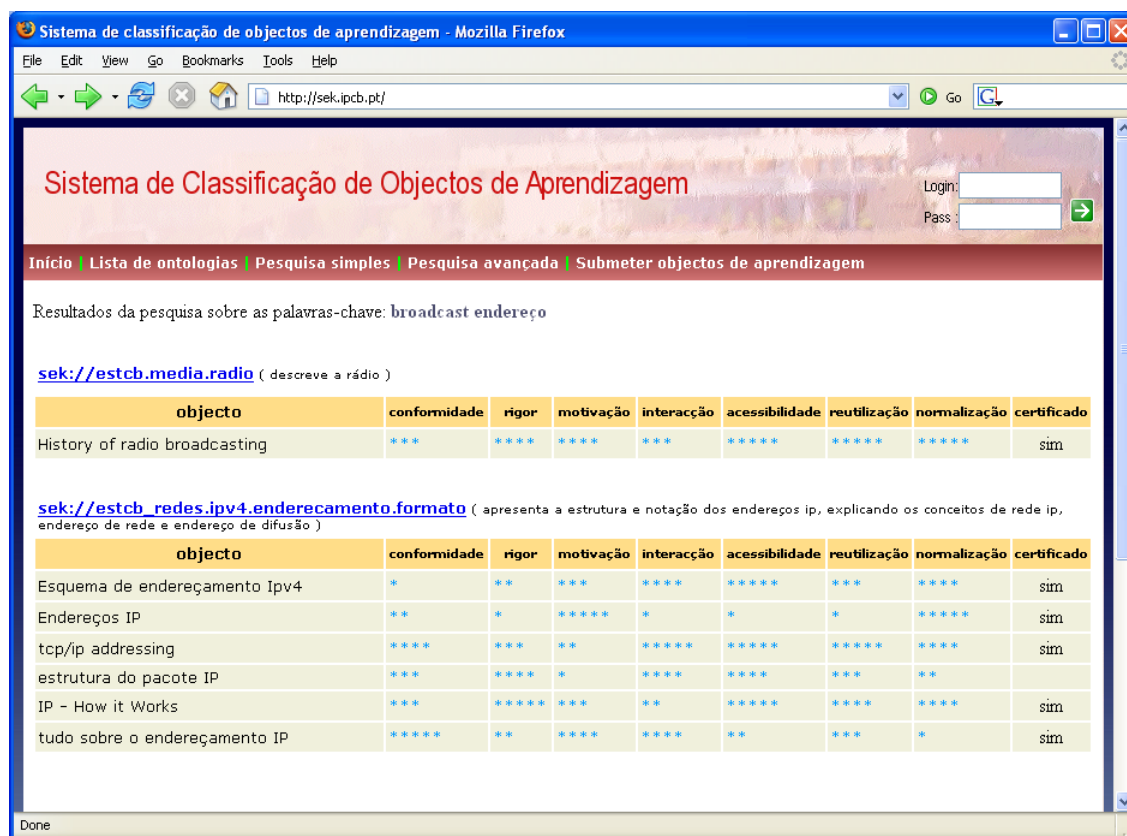 Sistema de classificação de objectos de aprendizagem - Mozilla Firefox
File Edit View Go Bookmarks Tools Help
http://sek.ipcb.pt/ Go G
Sistema de Classificação de Objectos de Aprendizagem
Login:
Pass :
Início | Lista de ontologias | Pesquisa simples | Pesquisa avançada | Submeter objectos de aprendizagem
Resultados da pesquisa sobre as palavras-chave: broadcast endereço
sek://estcb.media.radio ( descreve a rádio )
objecto conformidade rigor motivação interacção acessibilidade reutilização normalização certificado
History of radio broadcasting *** **** **** *** ***** ***** ***** sim
sek://estcb_redes.ipv4.enderecamento.formato ( apresenta a estrutura e notação dos endereços ip, explicando os conceitos de rede ip,
endereço de rede e endereço de difusão )
objecto conformidade rigor motivação interacção acessibilidade reutilização normalização certificado
Esquema de endereçamento Ipv4 * ** *** **** ***** *** **** sim
Endereços IP ** * ***** * * * ***** sim
tcp/ip addressing **** *** ** ***** ***** ***** **** sim
estrutura do pacote IP *** **** * **** **** *** **
IP - How it Works *** ***** *** ** ***** **** **** sim
tudo sobre o endereçamento IP ***** ** **** **** ** *** * sim
Done